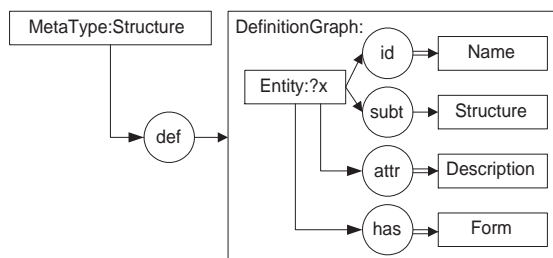 MetaType:Structure
DefinitionGraph:
id
Name
Entity:?x
subt
Structure
def
attr
Description
has
Form